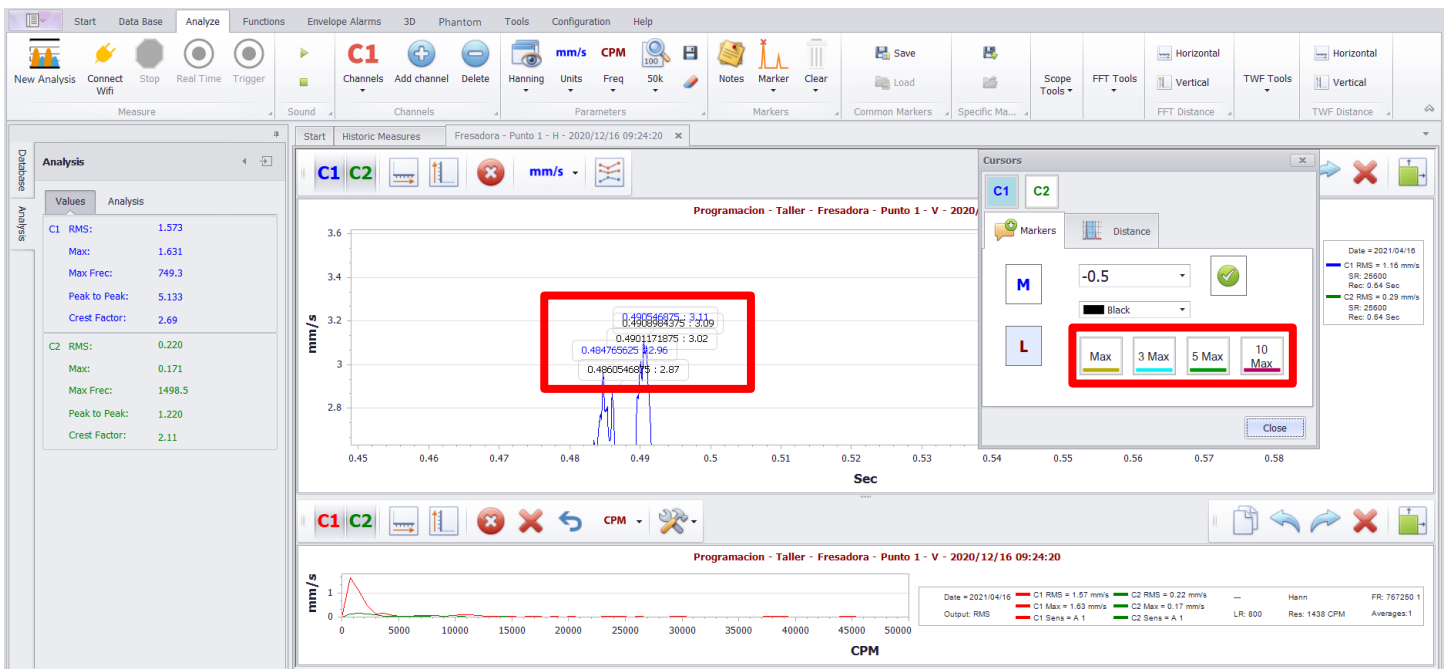 Start Data Base Analyze Functions Envelope Alarms 3D Phantom Tools Configuration Help
New Analysis
Connect Wifi
Stop
Real Time
Trigger
Measure
Sound
C1
Channels
Add channel
Delete
Channels
Hanning
mm/s
Units
CPM
Freq
100
50k
Parameters
Notes
Marker
Clear
Markers
Save
Load
Common Markers
Specific Ma...
Scope Tools
FFT Tools
Horizontal
Vertical
FFT Distance
TWF Tools
Horizontal
Vertical
TWF Distance
Database
Analysis
Analysis
Values Analysis
C1 RMS: 1.573
Max: 1.631
Max Frec: 749.3
Peak to Peak: 5.133
Crest Factor: 2.69
C2 RMS: 0.220
Max: 0.171
Max Frec: 1498.5
Peak to Peak: 1.220
Crest Factor: 2.11
Start Historic Measures Fresadora - Punto 1 - H - 2020/12/16 09:24:20
C1 C2 mm/s
Programacion - Taller - Fresadora - Punto 1 - V - 2020/
mm/s
3.6
3.4
3.2
3
2.8
0.490546875 : 3.11
0.4908984375 : 3.09
0.4901171875 : 3.02
0.484765625 : 2.96
0.4860546875 : 2.87
0.45 0.46 0.47 0.48 0.49 0.5 0.51 0.52 0.53 0.54 0.55 0.56 0.57 0.58
Sec
Cursors
C1 C2
Markers Distance
M -0.5
Black
L Max 3 Max 5 Max 10 Max
Close
Date = 2021/04/16
C1 RMS = 1.16 mm/s
SR: 25600
Rec: 0.64 Sec
C2 RMS = 0.29 mm/s
SR: 25600
Rec: 0.64 Sec
C1 C2 CPM
Programacion - Taller - Fresadora - Punto 1 - V - 2020/12/16 09:24:20
mm/s
1
0
0 5000 10000 15000 20000 25000 30000 35000 40000 45000 50000
CPM
Date = 2021/04/16 C1 RMS = 1.57 mm/s C2 RMS = 0.22 mm/s --- Hann FR: 767250 1
Output: RMS C1 Max = 1.63 mm/s C2 Max = 0.17 mm/s LR: 800 Res: 1438 CPM Averages:1
C1 Sens = A 1 C2 Sens = A 1